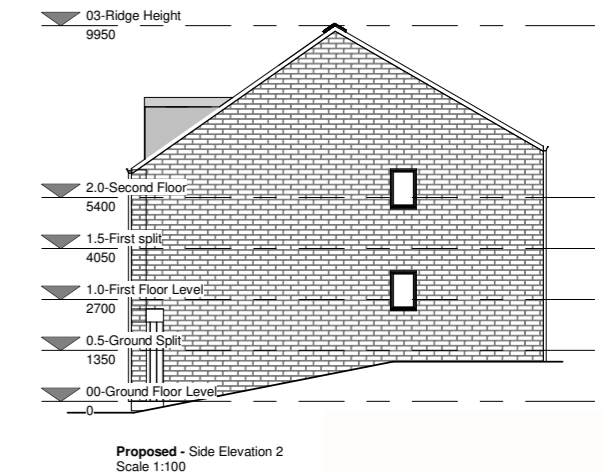 03-Ridge Height
9950
2.0-Second Floor
5400
1.5-First split
4050
1.0-First Floor Level
2700
0.5-Ground Split
1350
00-Ground Floor Level
0
Proposed - Side Elevation 2
Scale 1:100